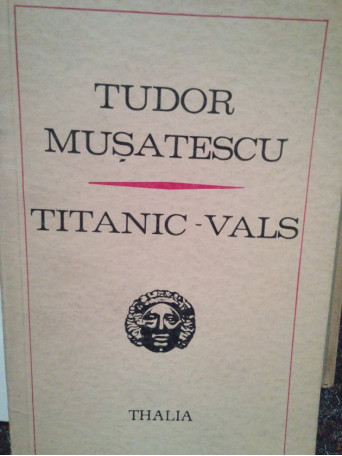 TUDOR
MUȘATESCU
TITANIC-VALS
THALIA